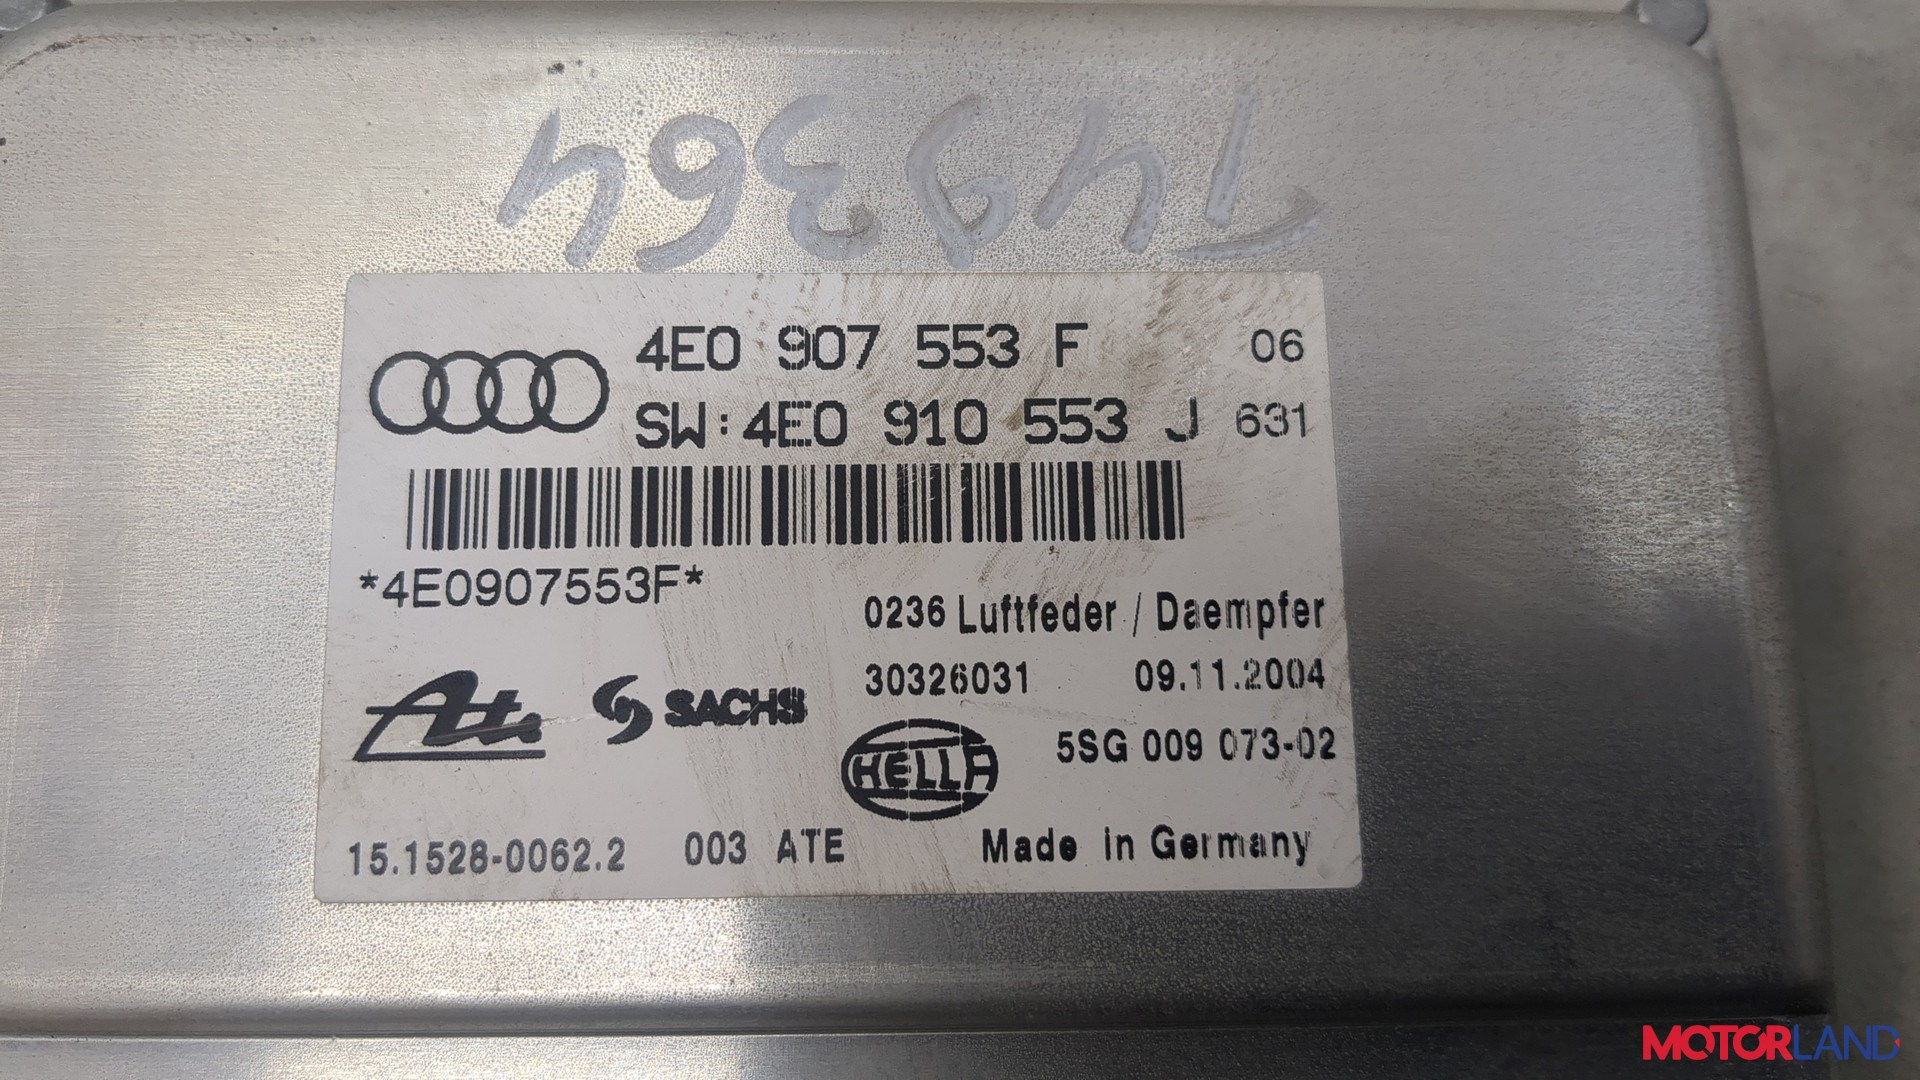 T49364
4E0 907 553 F 06
SW:4E0 910 553 J 631
*4E0907553F*
0236 Luftfeder / Daempfer
30326031 09.11.2004
Ate SACHS
HELLA 5SG 009 073-02
15.1528-0062.2 003 ATE Made in Germany
MOTORLAND